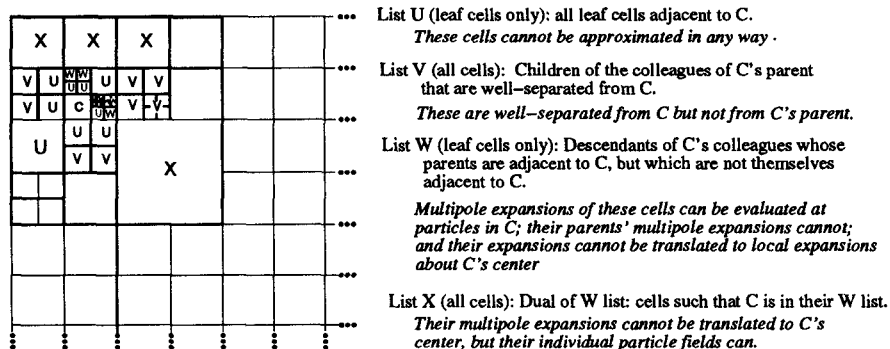 X X X
List U (leaf cells only): all leaf cells adjacent to C.
These cells cannot be approximated in any way .
V U W W U V V
U U
List V (all cells): Children of the colleagues of C's parent
that are well–separated from C.
V U C U W V V
These are well–separated from C but not from C's parent.
U U U
List W (leaf cells only): Descendants of C's colleagues whose
parents are adjacent to C, but which are not themselves
adjacent to C.
V V X
Multipole expansions of these cells can be evaluated at
particles in C; their parents' multipole expansions cannot;
and their expansions cannot be translated to local expansions
about C's center
List X (all cells): Dual of W list: cells such that C is in their W list.
Their multipole expansions cannot be translated to C's
center, but their individual particle fields can.